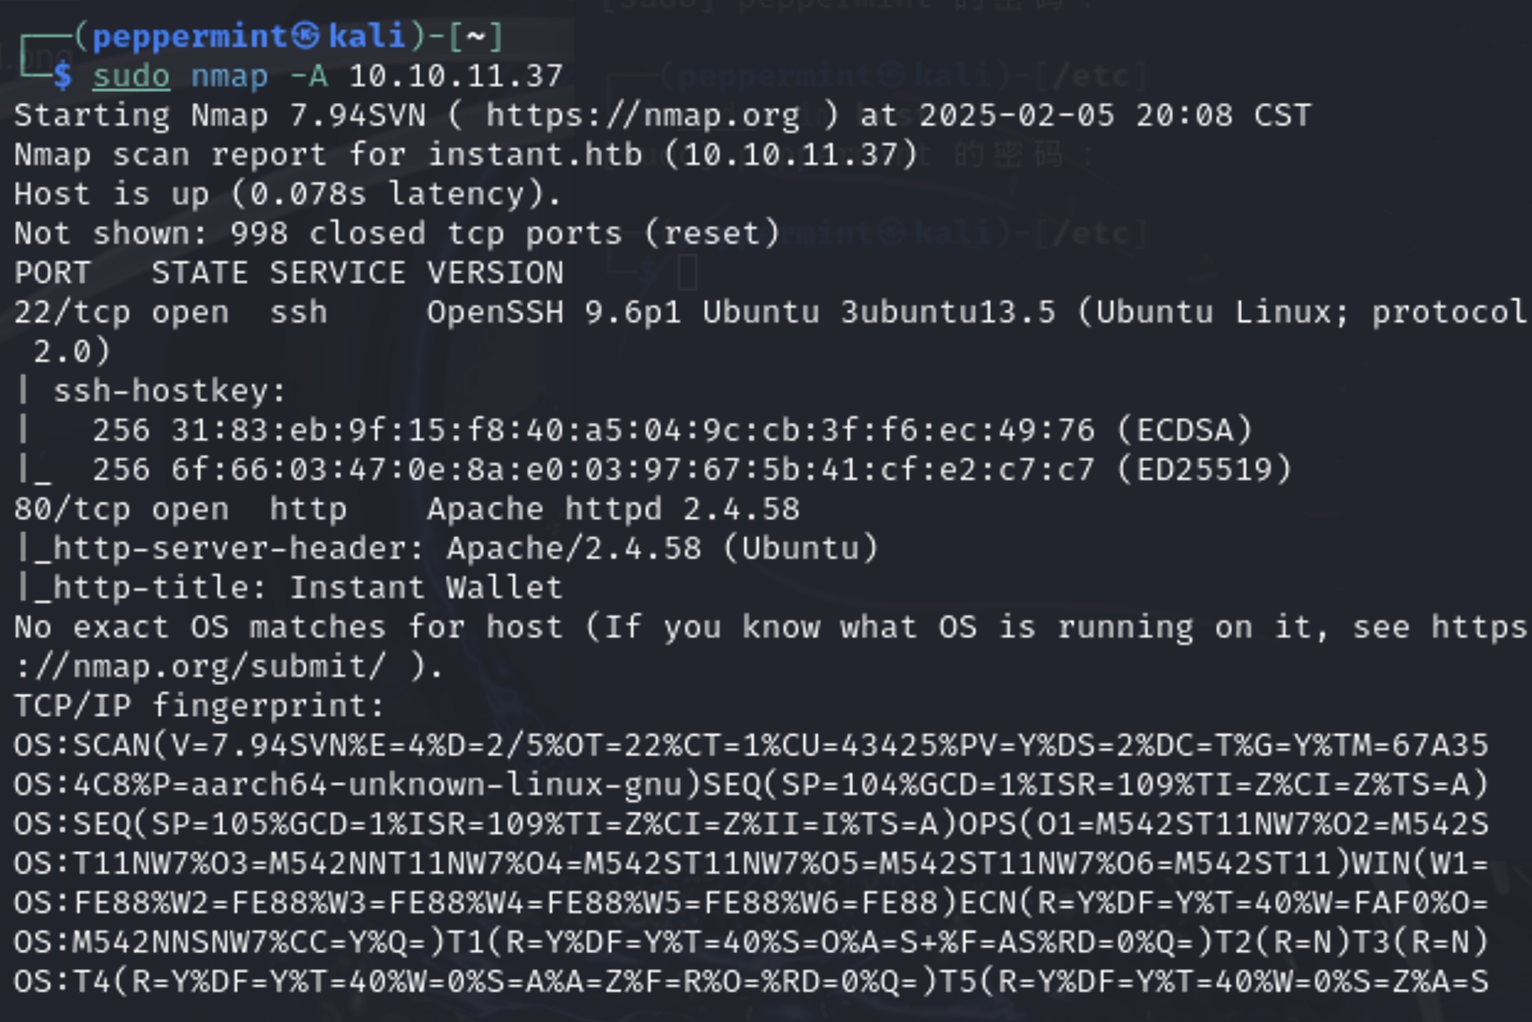 ┌──(peppermint㉿kali)-[~]
└─$ sudo nmap -A 10.10.11.37
Starting Nmap 7.94SVN ( https://nmap.org ) at 2025-02-05 20:08 CST
Nmap scan report for instant.htb (10.10.11.37)
Host is up (0.078s latency).
Not shown: 998 closed tcp ports (reset)
PORT   STATE SERVICE VERSION
22/tcp open  ssh     OpenSSH 9.6p1 Ubuntu 3ubuntu13.5 (Ubuntu Linux; protocol
 2.0)
| ssh-hostkey:
|   256 31:83:eb:9f:15:f8:40:a5:04:9c:cb:3f:f6:ec:49:76 (ECDSA)
|_  256 6f:66:03:47:0e:8a:e0:03:97:67:5b:41:cf:e2:c7:c7 (ED25519)
80/tcp open  http    Apache httpd 2.4.58
|_http-server-header: Apache/2.4.58 (Ubuntu)
|_http-title: Instant Wallet
No exact OS matches for host (If you know what OS is running on it, see https
://nmap.org/submit/ ).
TCP/IP fingerprint:
OS:SCAN(V=7.94SVN%E=4%D=2/5%OT=22%CT=1%CU=43425%PV=Y%DS=2%DC=T%G=Y%TM=67A35
OS:4C8%P=aarch64-unknown-linux-gnu)SEQ(SP=104%GCD=1%ISR=109%TI=Z%CI=Z%TS=A)
OS:SEQ(SP=105%GCD=1%ISR=109%TI=Z%CI=Z%II=I%TS=A)OPS(O1=M542ST11NW7%O2=M542S
OS:T11NW7%O3=M542NNT11NW7%O4=M542ST11NW7%O5=M542ST11NW7%O6=M542ST11)WIN(W1=
OS:FE88%W2=FE88%W3=FE88%W4=FE88%W5=FE88%W6=FE88)ECN(R=Y%DF=Y%T=40%W=FAF0%O=
OS:M542NNSNW7%CC=Y%Q=)T1(R=Y%DF=Y%T=40%S=O%A=S+%F=AS%RD=0%Q=)T2(R=N)T3(R=N)
OS:T4(R=Y%DF=Y%T=40%W=0%S=A%A=Z%F=R%O=%RD=0%Q=)T5(R=Y%DF=Y%T=40%W=0%S=Z%A=S
[sudo] peppermint 的密码：
(peppermint㉿kali)-[/etc]
的密码：
[/etc]